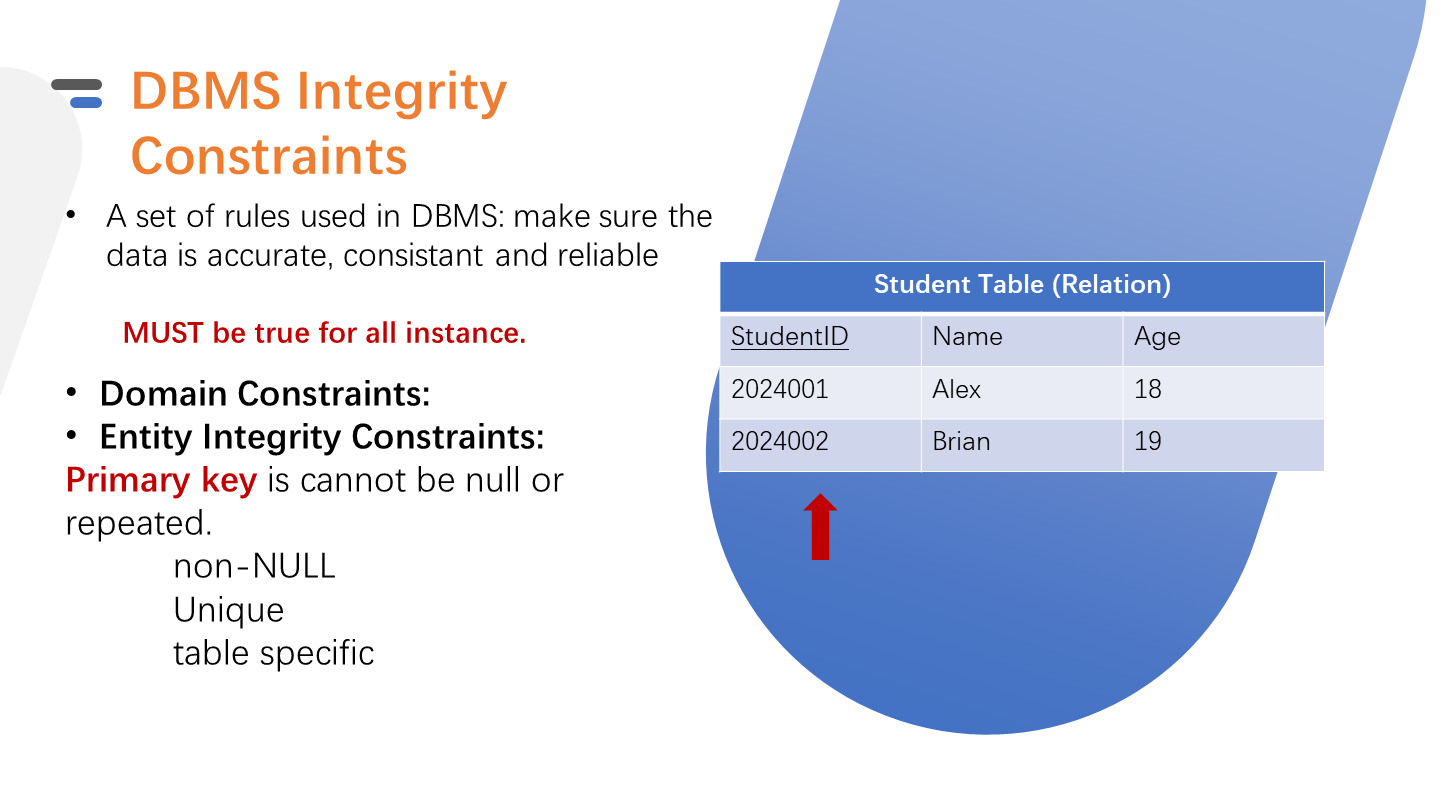 DBMS Integrity
Constraints
• A set of rules used in DBMS: make sure the
data is accurate, consistant and reliable
MUST be true for all instance.
• Domain Constraints:
• Entity Integrity Constraints:
Primary key is cannot be null or
repeated.
non-NULL
Unique
table specific
Student Table (Relation)
StudentID Name Age
2024001 Alex 18
2024002 Brian 19